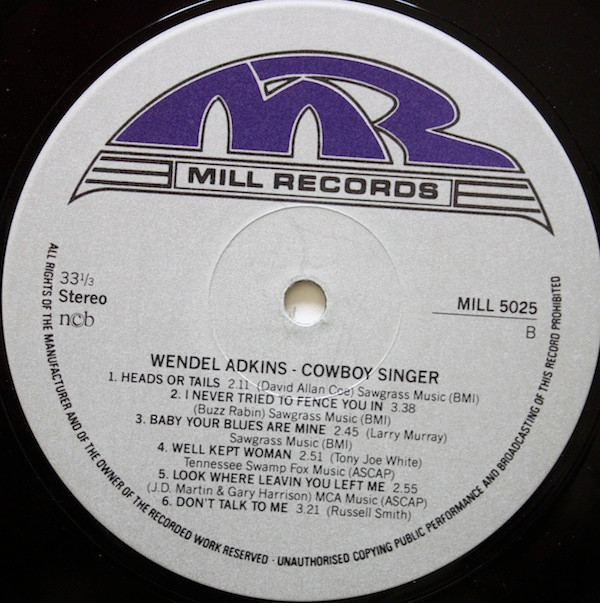 MR
MILL RECORDS
33 1/3
Stereo
ncb
MILL 5025
B
WENDEL ADKINS - COWBOY SINGER
1. HEADS OR TAILS 2.11 (David Allan Coe) Sawgrass Music (BMI)
2. I NEVER TRIED TO FENCE YOU IN 3.38
(Buzz Rabin) Sawgrass Music (BMI)
3. BABY YOUR BLUES ARE MINE 2.45 (Larry Murray)
Sawgrass Music (BMI)
4. WELL KEPT WOMAN 2.51 (Tony Joe White)
Tennessee Swamp Fox Music (ASCAP)
5. LOOK WHERE LEAVIN YOU LEFT ME 2.55
(J.D. Martin & Gary Harrison) MCA Music (ASCAP)
6. DON'T TALK TO ME 3.21 (Russell Smith)
ALL RIGHTS OF THE MANUFACTURER AND OF THE OWNER OF THE RECORDED WORK RESERVED - UNAUTHORISED COPYING PUBLIC PERFORMANCE AND BROADCASTING OF THIS RECORD PROHIBITED